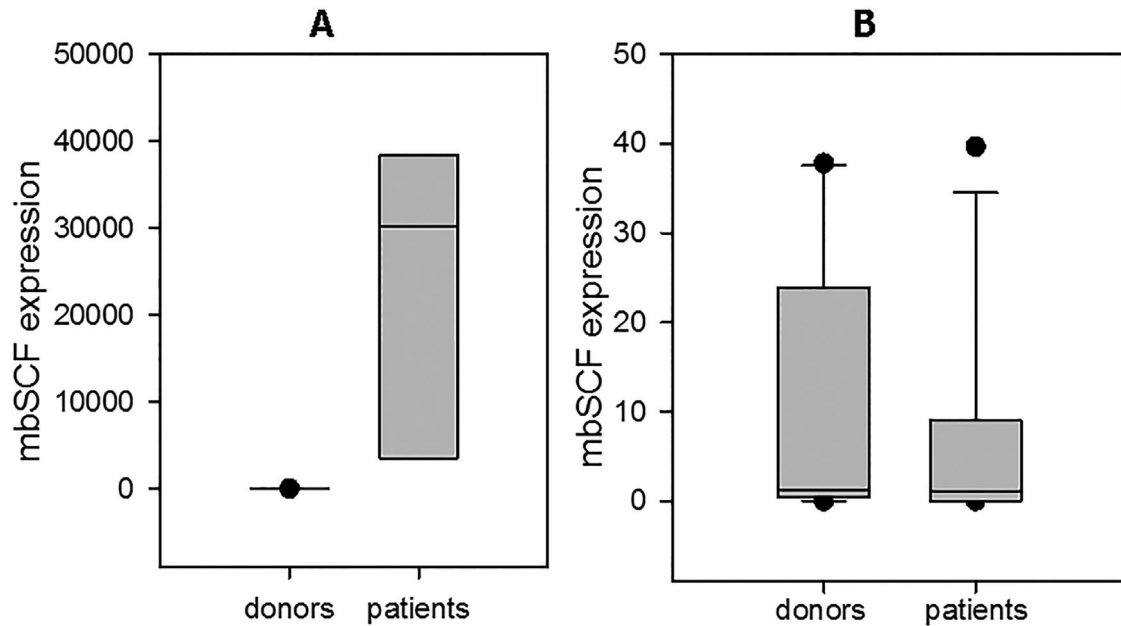 A
mbSCF expression
50000
40000
30000
20000
10000
0
donors patients
B
mbSCF expression
50
40
30
20
10
0
donors patients